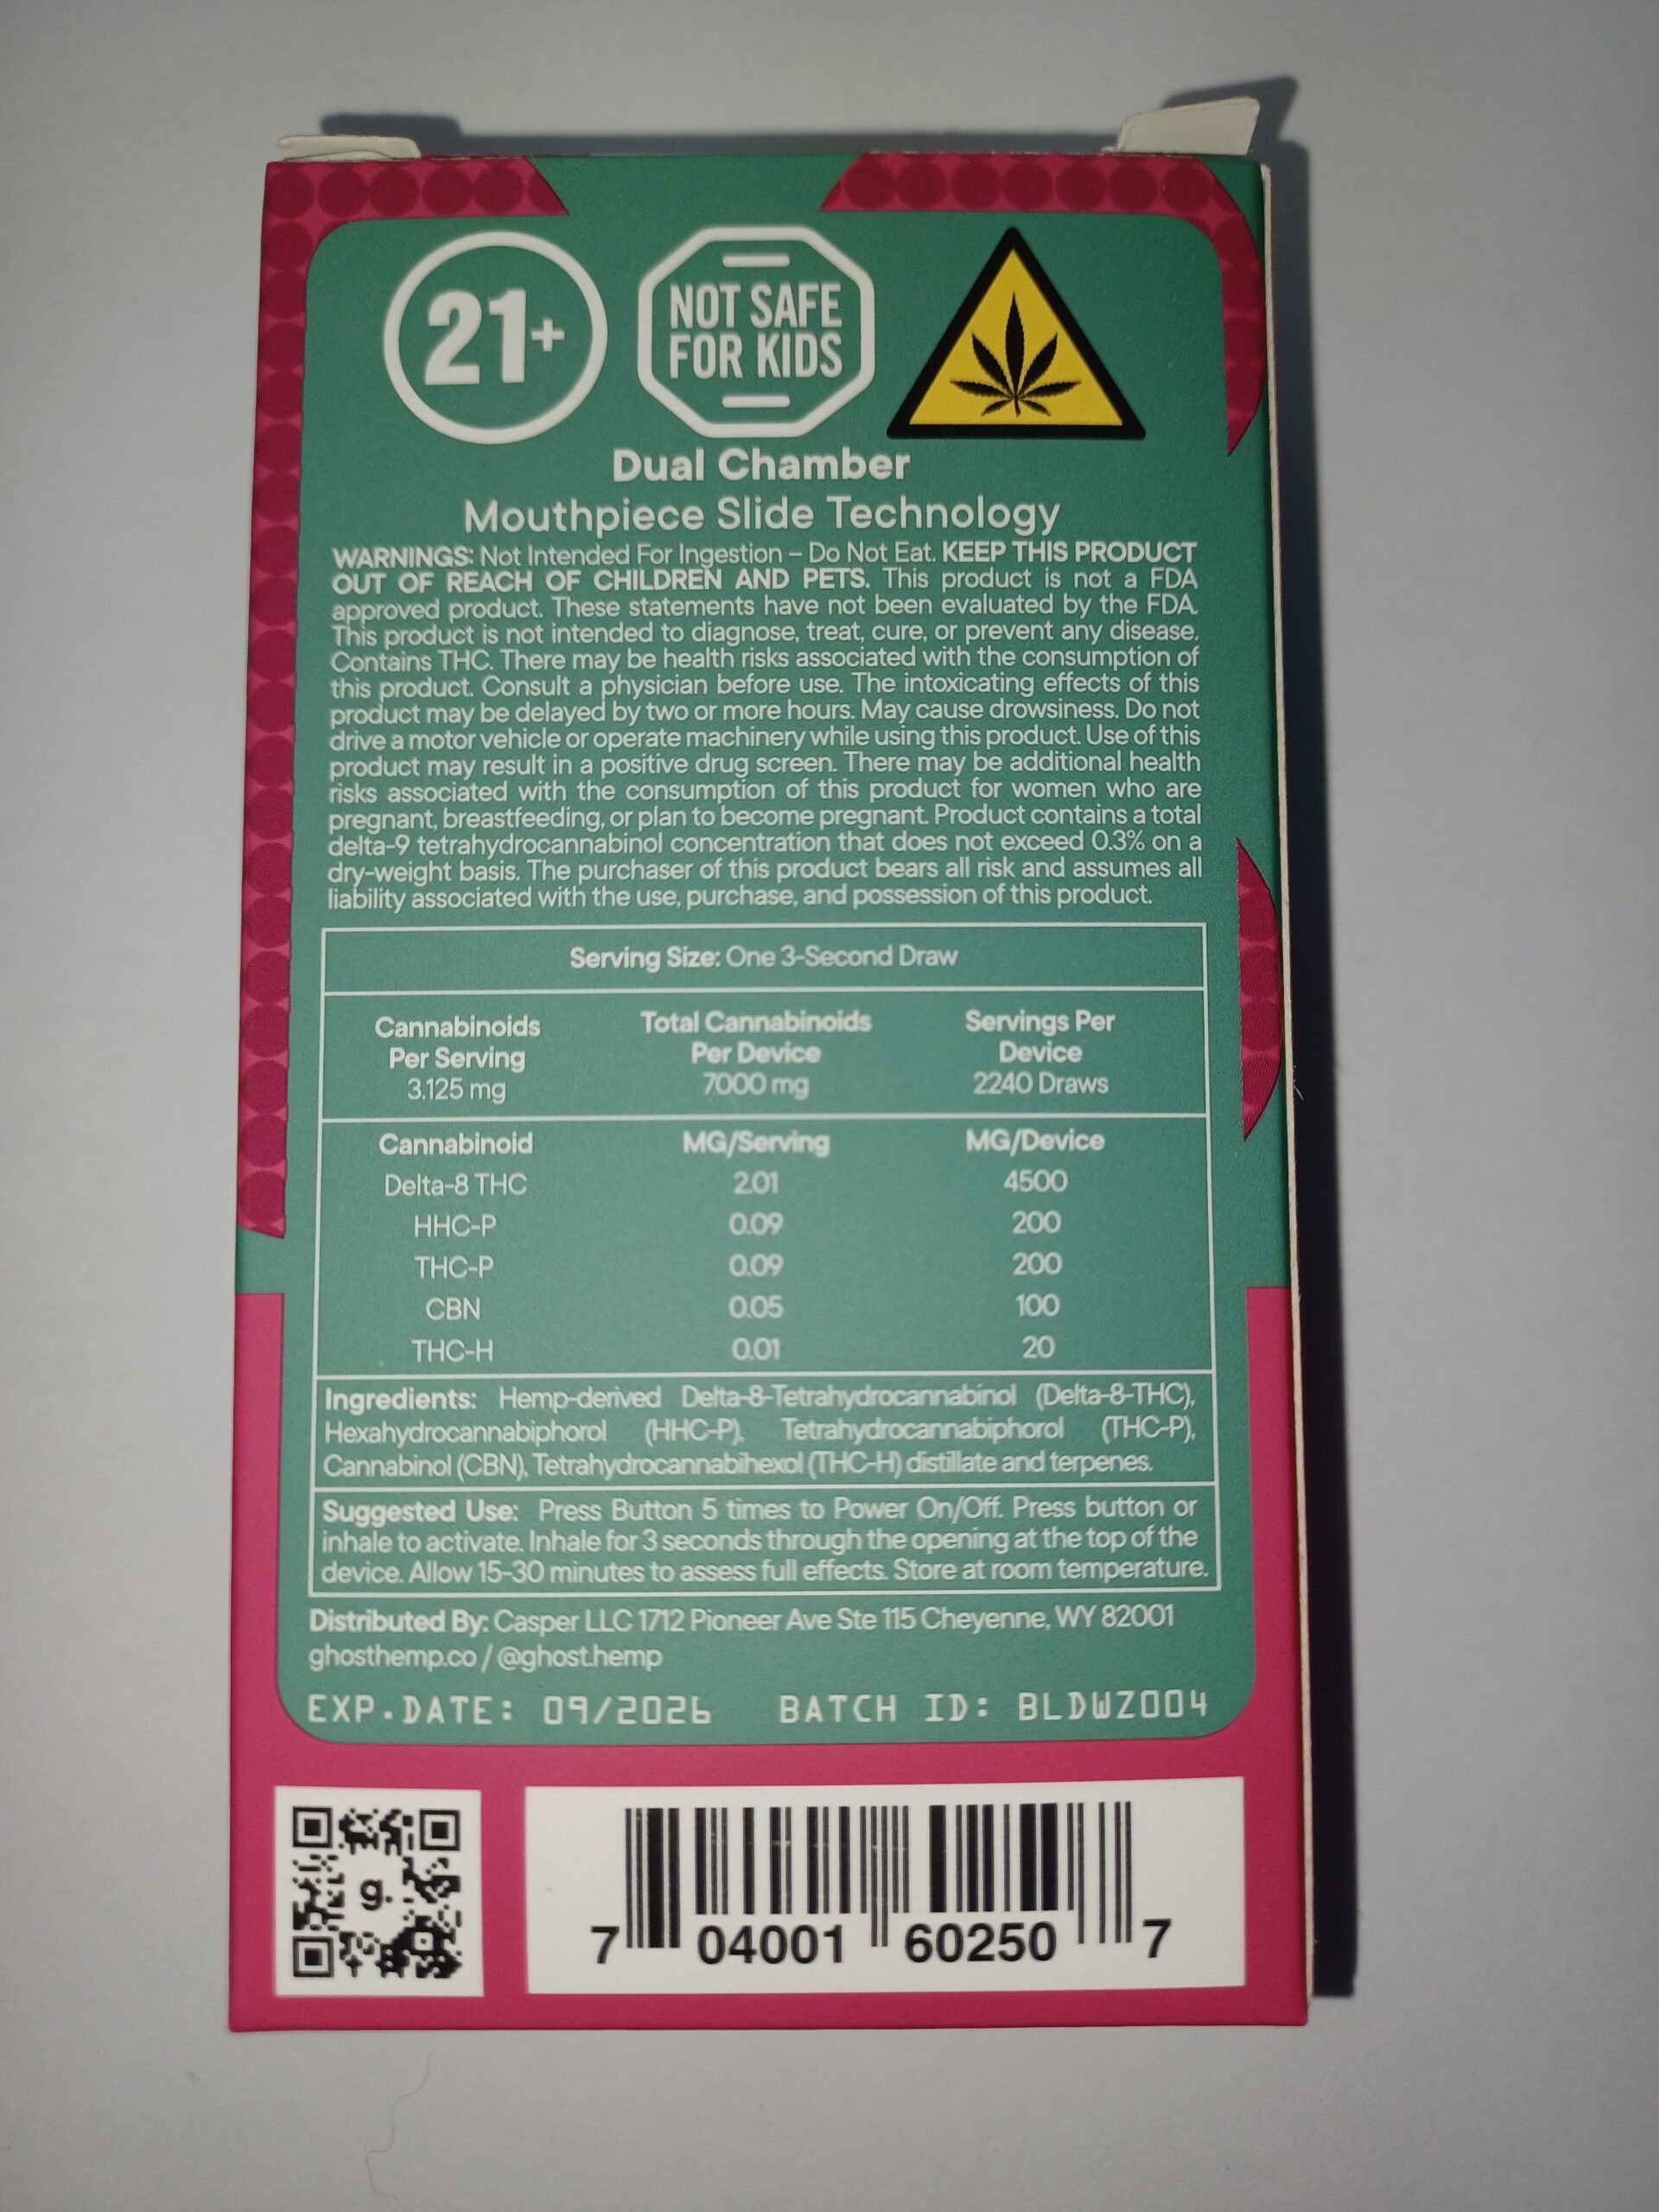 21+
NOT SAFE
FOR KIDS
Dual Chamber
Mouthpiece Slide Technology
WARNINGS: Not Intended For Ingestion – Do Not Eat. KEEP THIS PRODUCT
OUT OF REACH OF CHILDREN AND PETS. This product is not a FDA
approved product. These statements have not been evaluated by the FDA.
This product is not intended to diagnose, treat, cure, or prevent any disease.
Contains THC. There may be health risks associated with the consumption of
this product. Consult a physician before use. The intoxicating effects of this
product may be delayed by two or more hours. May cause drowsiness. Do not
drive a motor vehicle or operate machinery while using this product. Use of this
product may result in a positive drug screen. There may be additional health
risks associated with the consumption of this product for women who are
pregnant, breastfeeding, or plan to become pregnant. Product contains a total
delta-9 tetrahydrocannabinol concentration that does not exceed 0.3% on a
dry-weight basis. The purchaser of this product bears all risk and assumes all
liability associated with the use, purchase, and possession of this product.
Serving Size: One 3-Second Draw
Cannabinoids Total Cannabinoids Servings Per
Per Serving Per Device Device
3.125 mg 7000 mg 2240 Draws
Cannabinoid MG/Serving MG/Device
Delta-8 THC 2.01 4500
HHC-P 0.09 200
THC-P 0.09 200
CBN 0.05 100
THC-H 0.01 20
Ingredients: Hemp-derived Delta-8-Tetrahydrocannabinol (Delta-8-THC),
Hexahydrocannabiphorol (HHC-P), Tetrahydrocannabiphorol (THC-P),
Cannabinol (CBN), Tetrahydrocannabihexol (THC-H) distillate and terpenes.
Suggested Use: Press Button 5 times to Power On/Off. Press button or
inhale to activate. Inhale for 3 seconds through the opening at the top of the
device. Allow 15-30 minutes to assess full effects. Store at room temperature.
Distributed By: Casper LLC 1712 Pioneer Ave Ste 115 Cheyenne, WY 82001
ghosthemp.co / @ghost.hemp
EXP.DATE: 09/2026 BATCH ID: BLDWZ004
g.
7 04001 60250 7